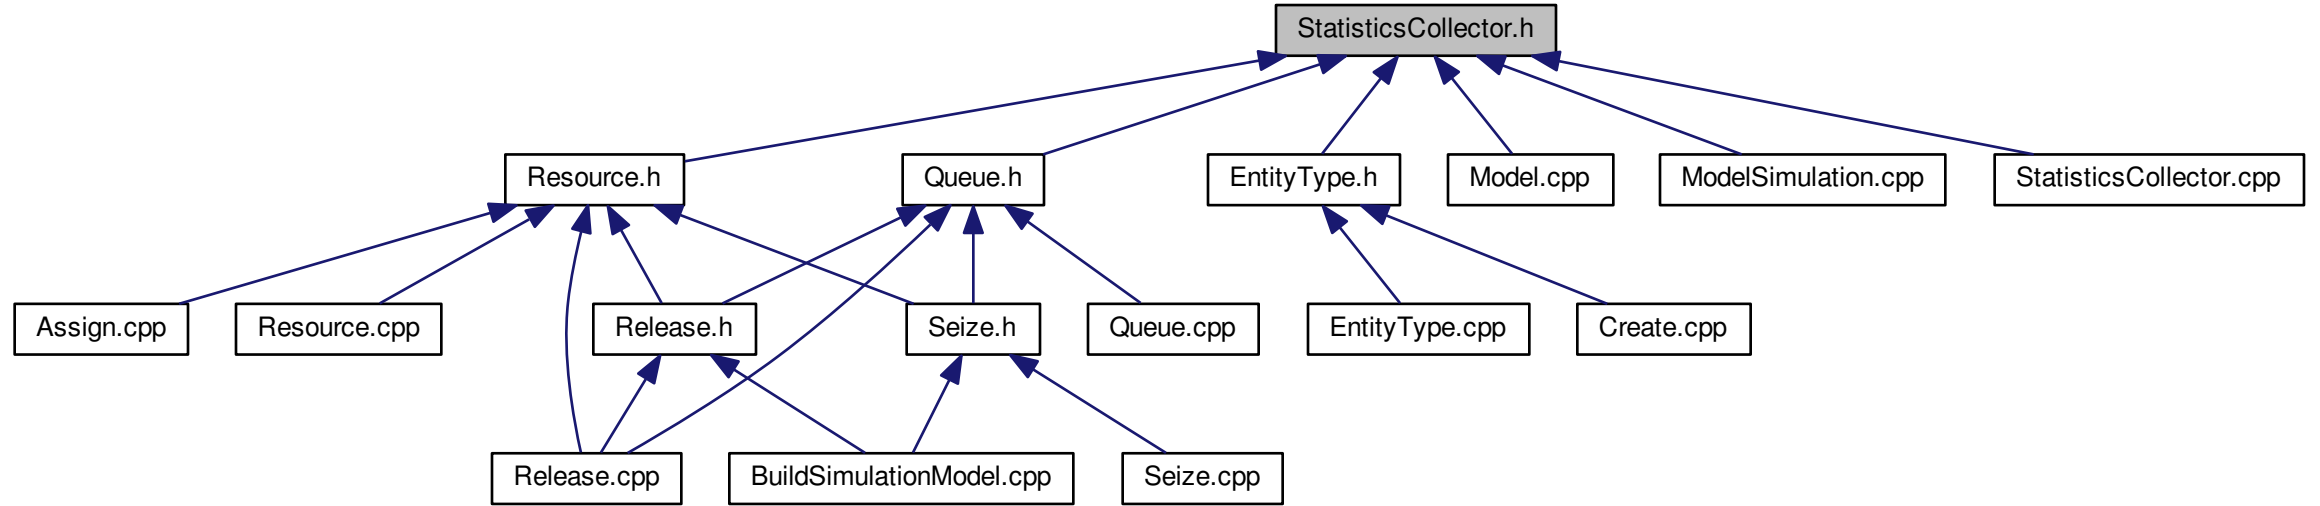 StatisticsCollector.h
Resource.h
Queue.h
EntityType.h
Model.cpp
ModelSimulation.cpp
StatisticsCollector.cpp
Assign.cpp
Resource.cpp
Release.h
Seize.h
Queue.cpp
EntityType.cpp
Create.cpp
Release.cpp
BuildSimulationModel.cpp
Seize.cpp